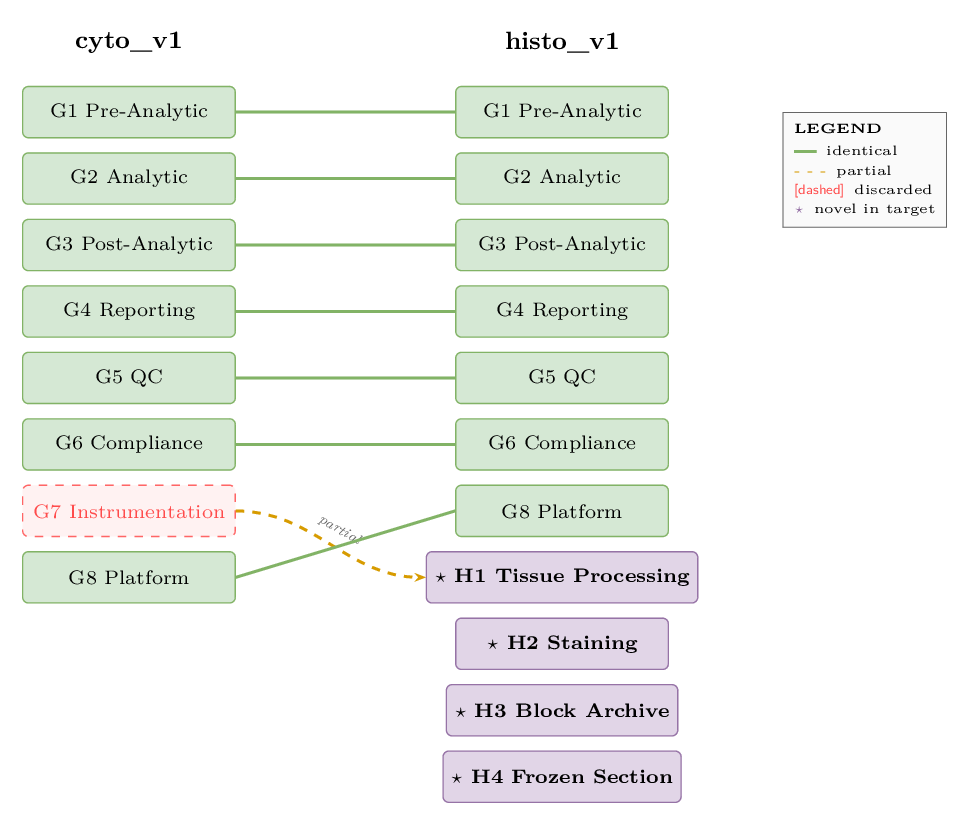 cyto_v1
histo_v1
G1 Pre-Analytic
G1 Pre-Analytic
G2 Analytic
G2 Analytic
G3 Post-Analytic
G3 Post-Analytic
G4 Reporting
G4 Reporting
G5 QC
G5 QC
G6 Compliance
G6 Compliance
G7 Instrumentation
partial
G8 Platform
G8 Platform
⋆ H1 Tissue Processing
⋆ H2 Staining
⋆ H3 Block Archive
⋆ H4 Frozen Section
LEGEND
identical
partial
[dashed] discarded
⋆ novel in target